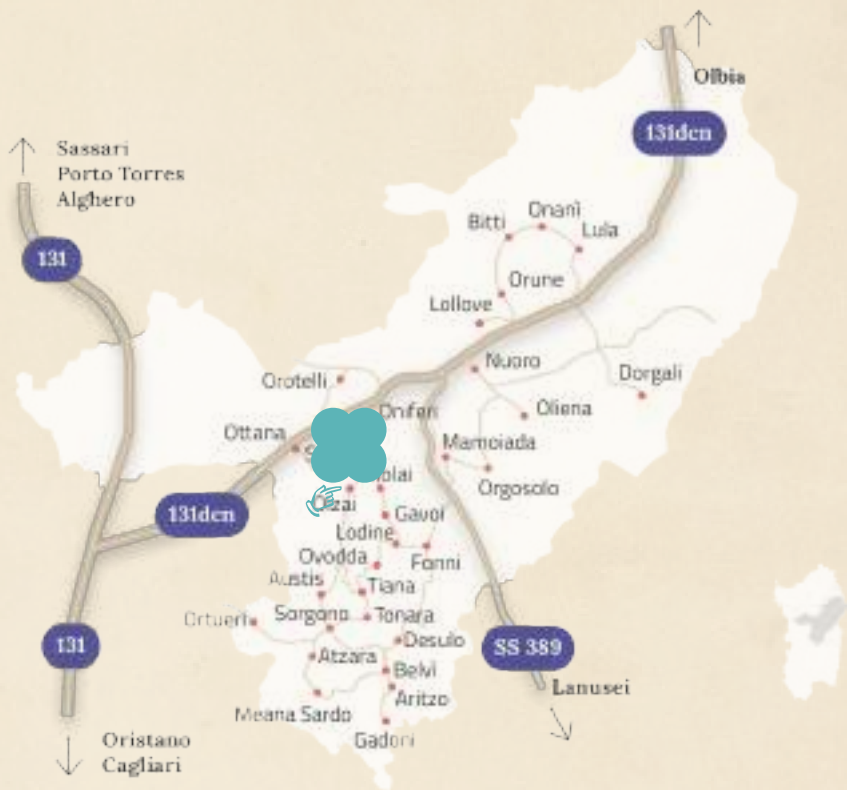 Olbia
131dcn
Sassari
Porto Torres
Alghero
131
Onanì
Bitti
Lula
Orune
Lollove
Nuoro
Dorgali
Orotelli
Oniferi
Oliena
Ottana
Mamoiada
Orgosolo
131dcn
Gavoi
Lodine
Ovodda
Fonni
Austis
Tiana
Ortueri
Sorgono
Tonara
Desulo
131
SS 389
Atzara
Belvì
Lanusei
Aritzo
Meana Sardo
Gadoni
Oristano
Cagliari